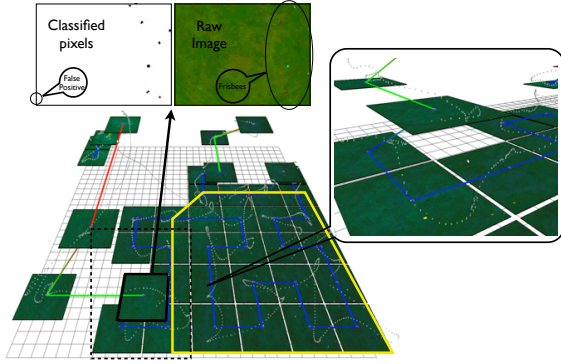 Classified
pixels
False
Positive
Raw
Image
Frisbees